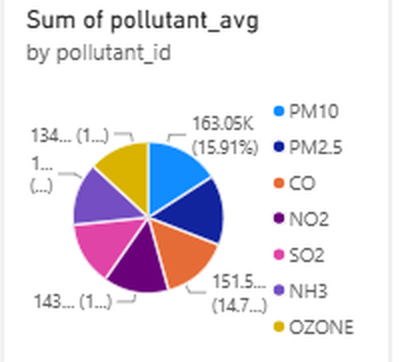 Sum of pollutant_avg
by pollutant_id
134... (1...)
163.05K
(15.91%)
1...
(...)
143... (1...)
151.5...
(14.7...)
PM10
PM2.5
CO
NO2
SO2
NH3
OZONE